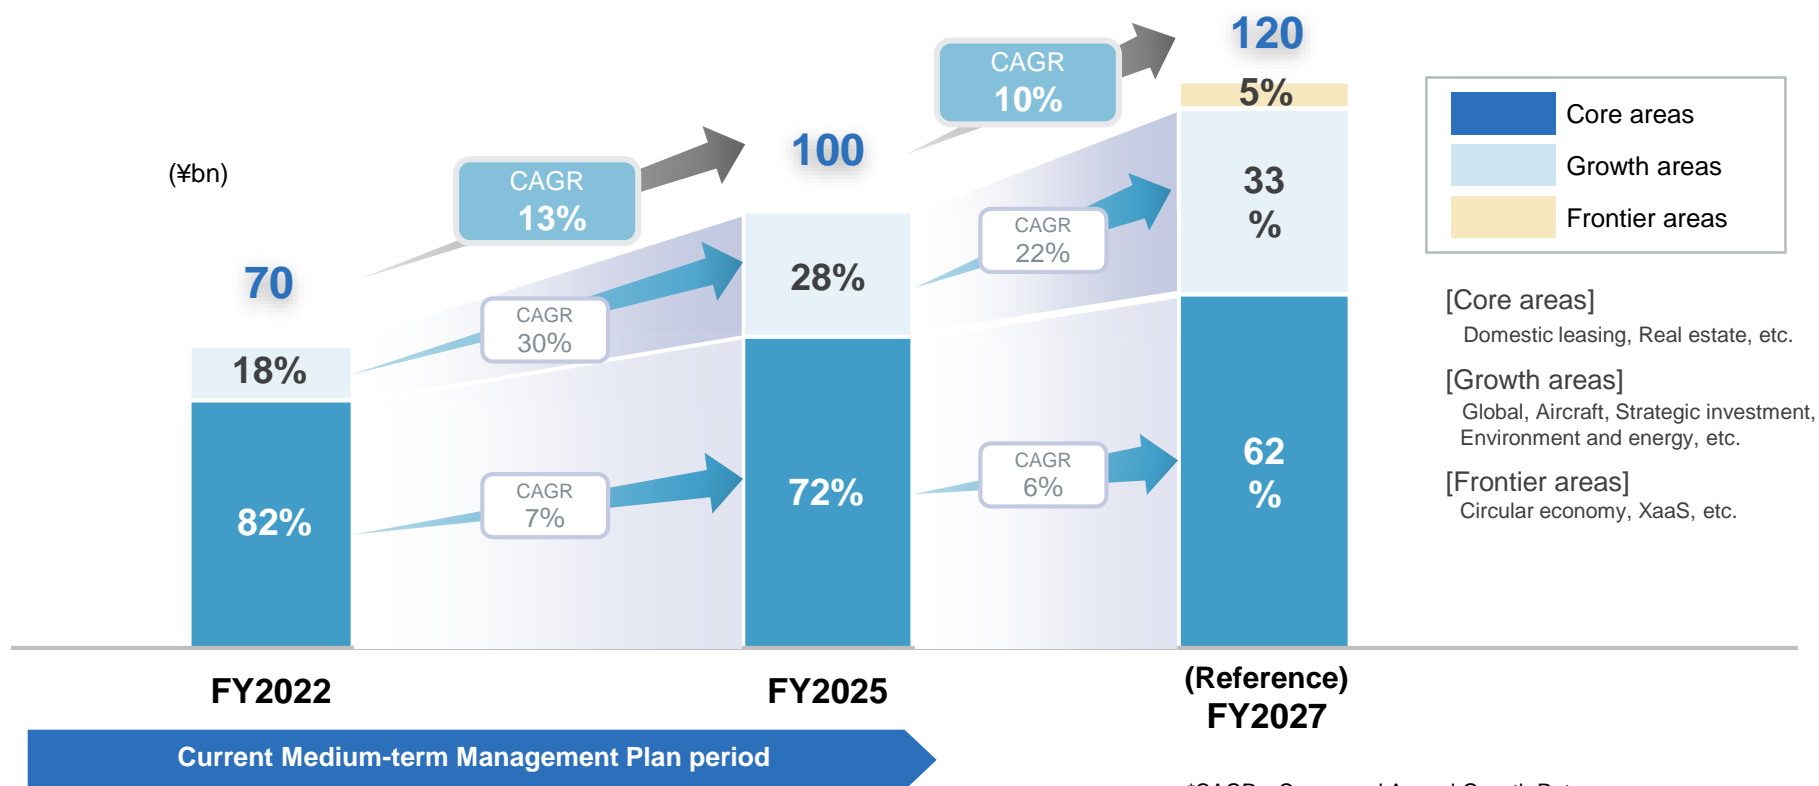 120
CAGR
10%
5%
Core areas
100
CAGR
13%
(¥bn)
Growth areas
33
%
Frontier areas
CAGR
22%
70
28%
[Core areas]
Domestic leasing, Real estate, etc.
CAGR
30%
18%
[Growth areas]
Global, Aircraft, Strategic investment,
Environment and energy, etc.
CAGR
6%
62
%
[Frontier areas]
Circular economy, XaaS, etc.
CAGR
7%
72%
82%
FY2022
FY2025
(Reference)
FY2027
Current Medium-term Management Plan period